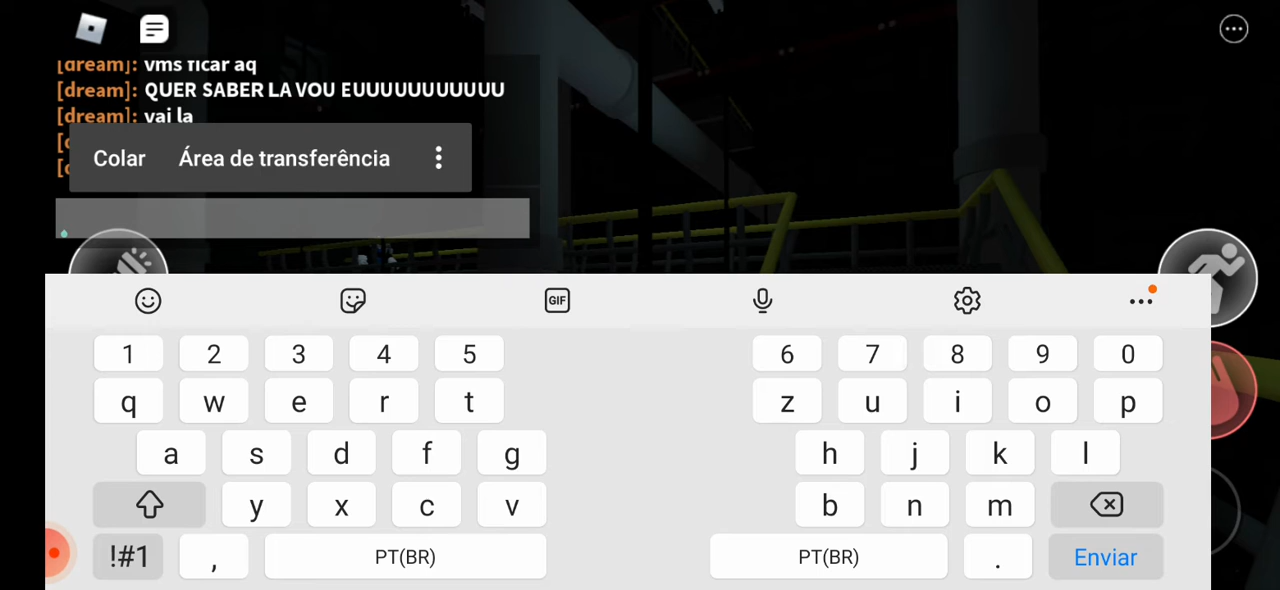 [dream]: vms ficar aq
[dream]: QUER SABER LA VOU EUUUUUUUUUUU
[dream]: vai la
Colar Área de transferência
GIF
1 2 3 4 5 6 7 8 9 0
q w e r t z u i o p
a s d f g h j k l
y x c v b n m
!#1 , PT(BR) PT(BR) . Enviar